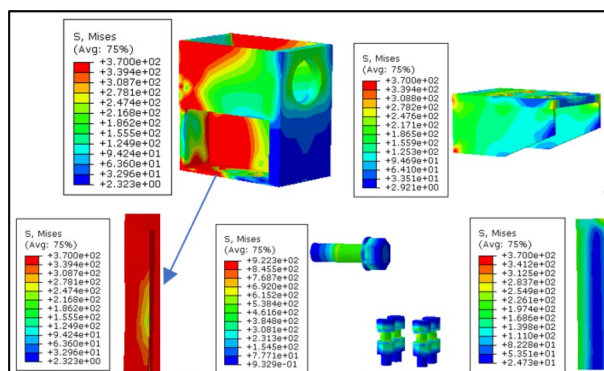 S, Mises
(Avg: 75%)
+3.700e+02
+3.394e+02
+3.087e+02
+2.781e+02
+2.474e+02
+2.168e+02
+1.862e+02
+1.555e+02
+1.249e+02
+9.424e+01
+6.360e+01
+3.296e+01
+2.323e+00
S, Mises
(Avg: 75%)
+3.700e+02
+3.394e+02
+3.088e+02
+2.782e+02
+2.476e+02
+2.171e+02
+1.865e+02
+1.559e+02
+1.253e+02
+9.469e+01
+6.410e+01
+3.351e+01
+2.921e+00
S, Mises
(Avg: 75%)
+3.700e+02
+3.394e+02
+3.087e+02
+2.781e+02
+2.474e+02
+2.168e+02
+1.862e+02
+1.555e+02
+1.249e+02
+9.424e+01
+6.360e+01
+3.296e+01
+2.323e+00
S, Mises
(Avg: 75%)
+9.223e+02
+8.455e+02
+7.687e+02
+6.920e+02
+6.152e+02
+5.384e+02
+4.616e+02
+3.848e+02
+3.081e+02
+2.313e+02
+1.545e+02
+7.771e+01
+9.329e-01
S, Mises
(Avg: 75%)
+3.700e+02
+3.412e+02
+3.125e+02
+2.837e+02
+2.549e+02
+2.261e+02
+1.974e+02
+1.686e+02
+1.398e+02
+1.110e+02
+8.228e+01
+5.351e+01
+2.473e+01